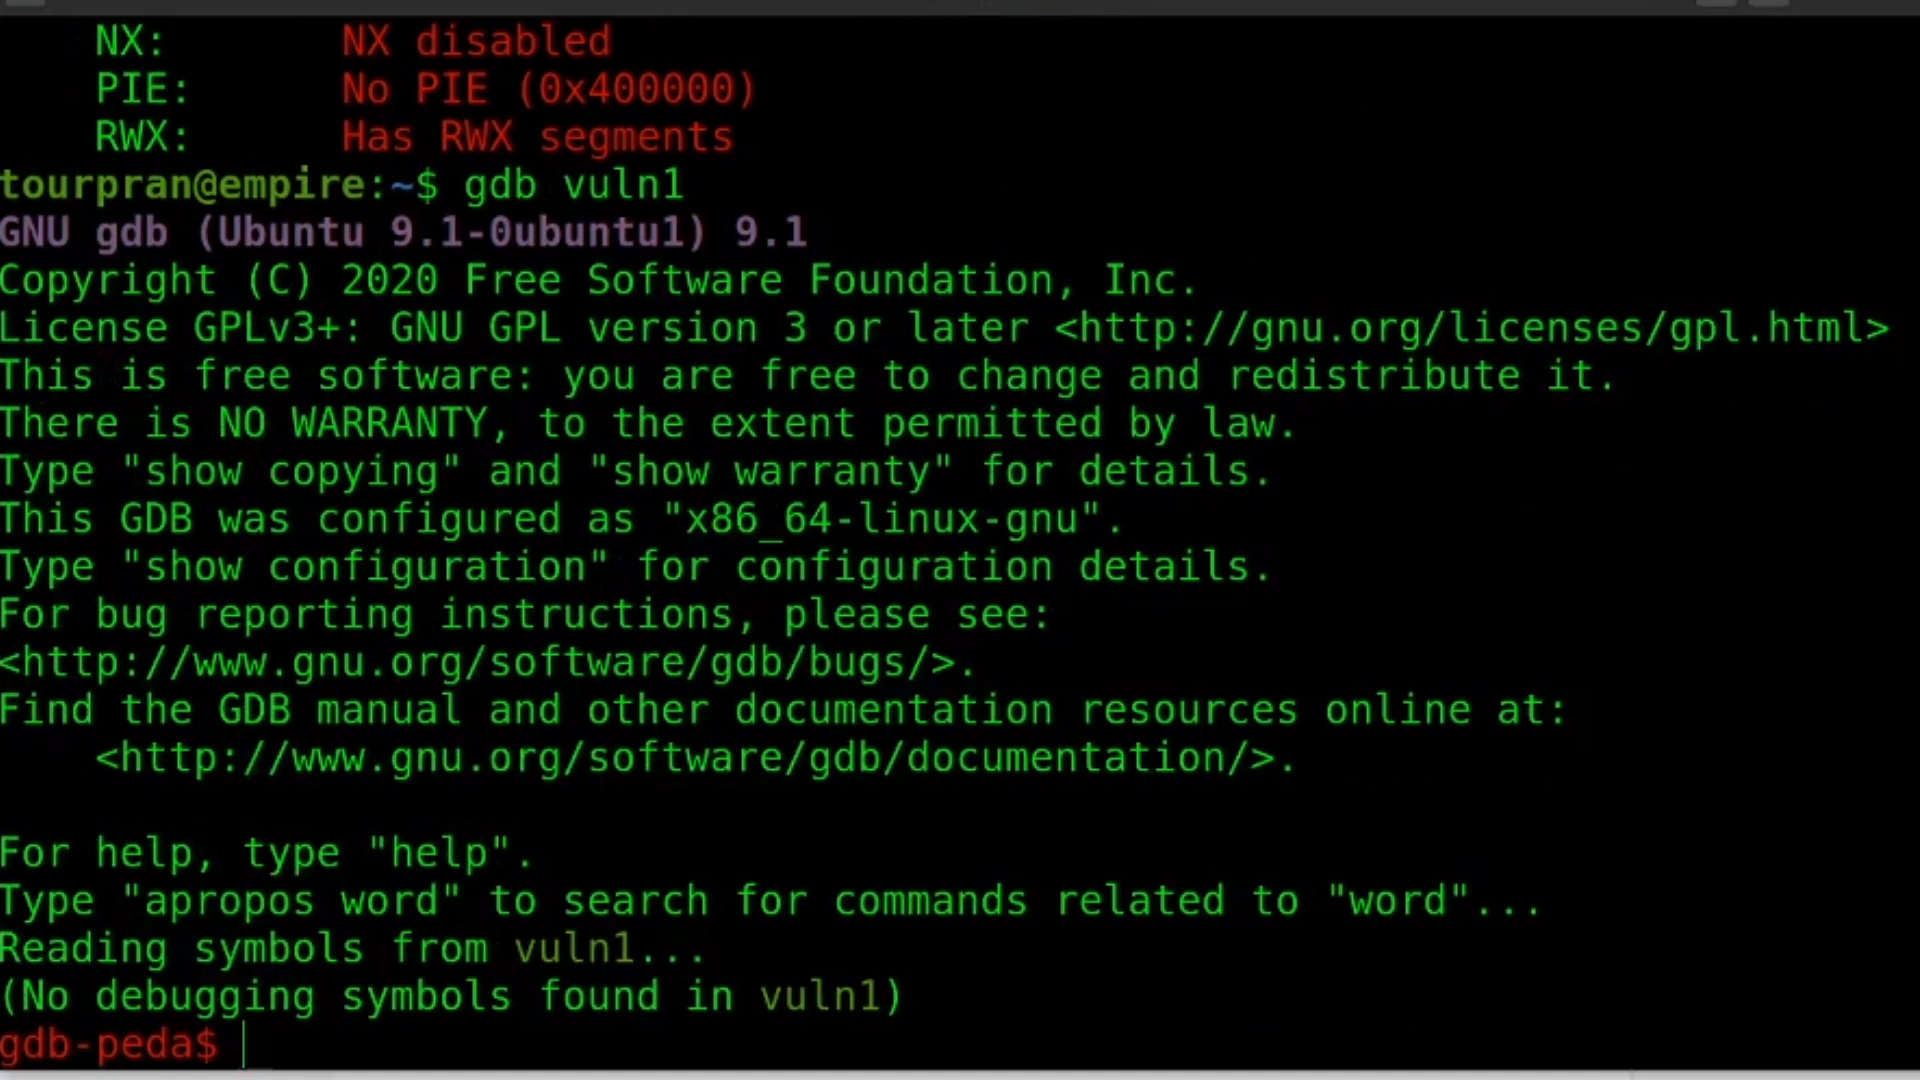 NX: NX disabled
PIE: No PIE (0x400000)
RWX: Has RWX segments
tourpran@empire:~$ gdb vuln1
GNU gdb (Ubuntu 9.1-0ubuntu1) 9.1
Copyright (C) 2020 Free Software Foundation, Inc.
License GPLv3+: GNU GPL version 3 or later <http://gnu.org/licenses/gpl.html>
This is free software: you are free to change and redistribute it.
There is NO WARRANTY, to the extent permitted by law.
Type "show copying" and "show warranty" for details.
This GDB was configured as "x86_64-linux-gnu".
Type "show configuration" for configuration details.
For bug reporting instructions, please see:
<http://www.gnu.org/software/gdb/bugs/>.
Find the GDB manual and other documentation resources online at:
<http://www.gnu.org/software/gdb/documentation/>.
For help, type "help".
Type "apropos word" to search for commands related to "word"...
Reading symbols from vuln1...
(No debugging symbols found in vuln1)
gdb-peda$